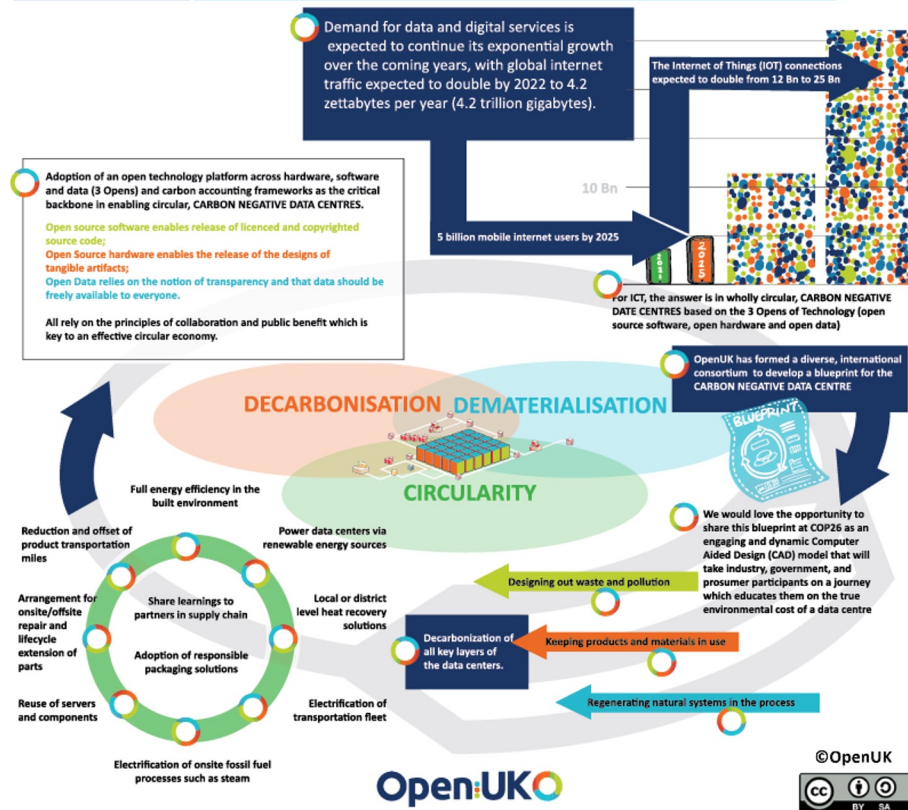 Demand for data and digital services is
expected to continue its exponential growth
over the coming years, with global internet
traffic expected to double by 2022 to 4.2
zettabytes per year (4.2 trillion gigabytes).
The Internet of Things (IOT) connections
expected to double from 12 Bn to 25 Bn
10 Bn
5 billion mobile internet users by 2025
2021
2025
Adoption of an open technology platform across hardware, software
and data (3 Opens) and carbon accounting frameworks as the critical
backbone in enabling circular, CARBON NEGATIVE DATA CENTRES.
Open source software enables release of licenced and copyrighted
source code;
Open Source hardware enables the release of the designs of
tangible artifacts;
Open Data relies on the notion of transparency and that data should be
freely available to everyone.
All rely on the principles of collaboration and public benefit which is
key to an effective circular economy.
For ICT, the answer is in wholly circular, CARBON NEGATIVE
DATE CENTRES based on the 3 Opens of Technology (open
source software, open hardware and open data)
OpenUK has formed a diverse, international
consortium to develop a blueprint for the
CARBON NEGATIVE DATA CENTRE
BLUEPRINT
DECARBONISATION
DEMATERIALISATION
CIRCULARITY
We would love the opportunity to
share this blueprint at COP26 as an
engaging and dynamic Computer
Aided Design (CAD) model that will
take industry, government, and
prosumer participants on a journey
which educates them on the true
environmental cost of a data centre
Full energy efficiency in the
built environment
Reduction and offset of
product transportation
miles
Power data centers via
renewable energy sources
Arrangement for
onsite/offsite
repair and
lifecycle
extension of
parts
Share learnings to
partners in supply chain
Local or district
level heat recovery
solutions
Adoption of responsible
packaging solutions
Reuse of servers
and components
Electrification of
transportation fleet
Electrification of onsite fossil fuel
processes such as steam
Designing out waste and pollution
Decarbonization of
all key layers of
the data centers.
Keeping products and materials in use
Regenerating natural systems in the process
Open:UK
©OpenUK
cc
BY SA